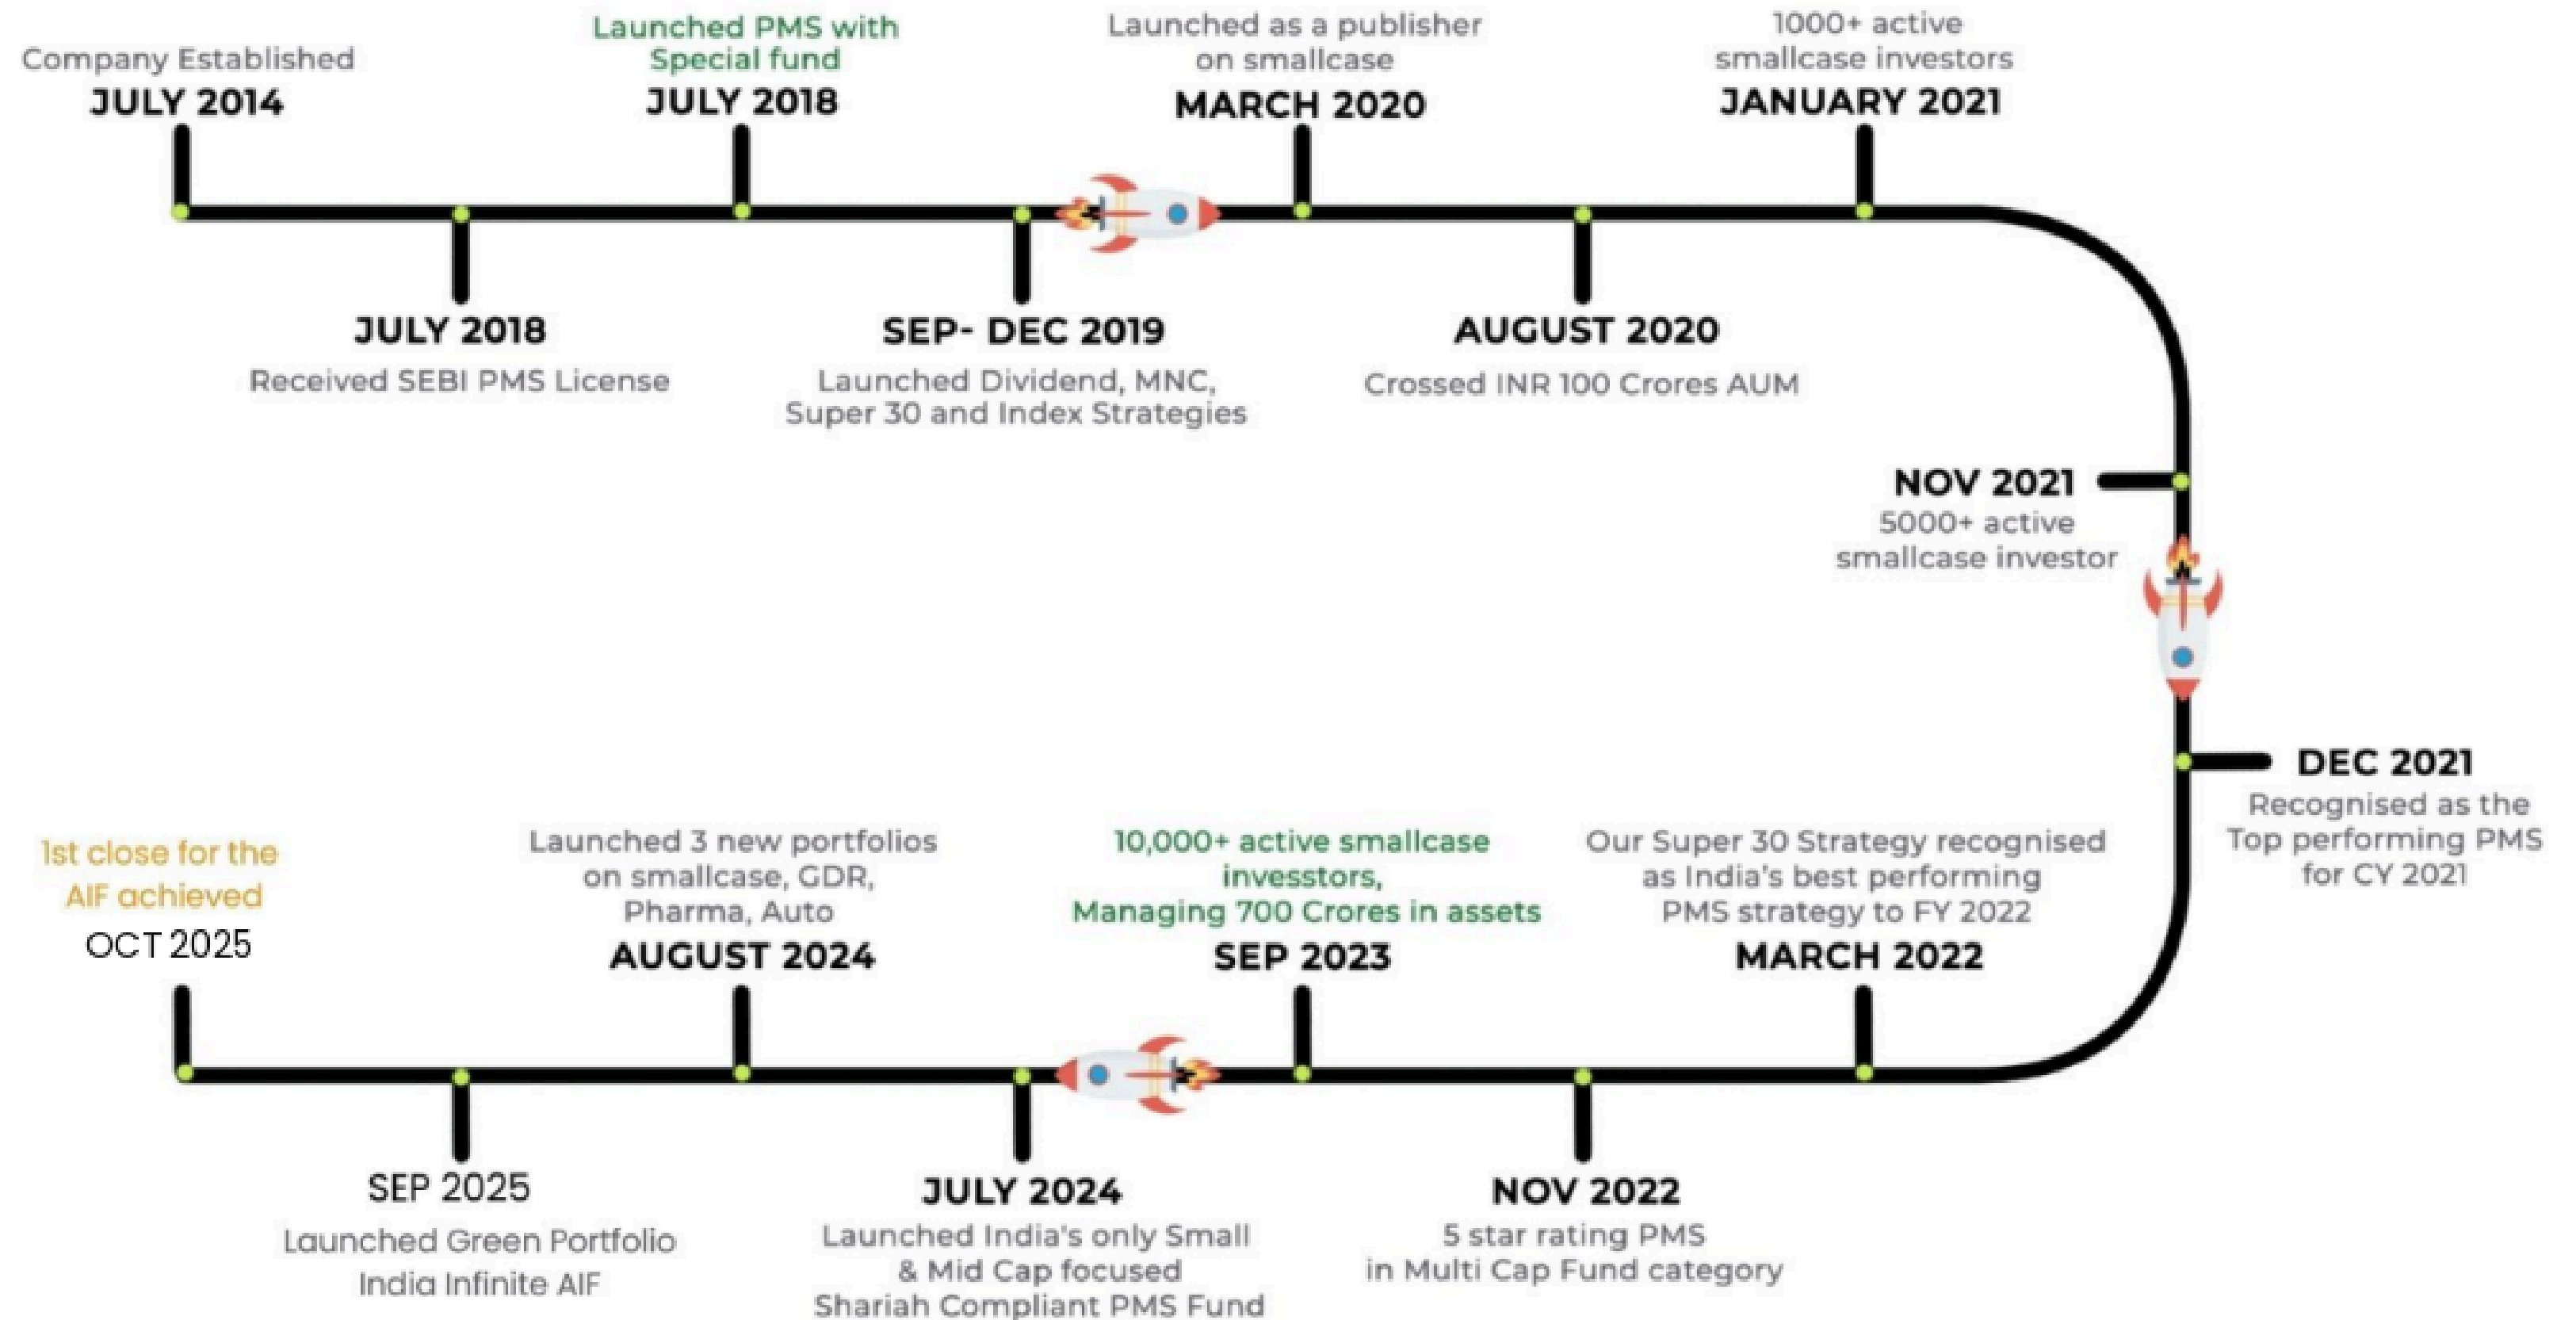 Company Established
JULY 2014
JULY 2018
Received SEBI PMS License
Launched PMS with
Special fund
JULY 2018
SEP- DEC 2019
Launched Dividend, MNC,
Super 30 and Index Strategies
Launched as a publisher
on smallcase
MARCH 2020
AUGUST 2020
Crossed INR 100 Crores AUM
1000+ active
smallcase investors
JANUARY 2021
NOV 2021
5000+ active
smallcase investor
DEC 2021
Recognised as the
Top performing PMS
for CY 2021
Our Super 30 Strategy recognised
as India's best performing
PMS strategy to FY 2022
MARCH 2022
NOV 2022
5 star rating PMS
in Multi Cap Fund category
10,000+ active smallcase
invesstors,
Managing 700 Crores in assets
SEP 2023
JULY 2024
Launched India's only Small
& Mid Cap focused
Shariah Compliant PMS Fund
Launched 3 new portfolios
on smallcase, GDR,
Pharma, Auto
AUGUST 2024
SEP 2025
Launched Green Portfolio
India Infinite AIF
1st close for the
AIF achieved
OCT 2025